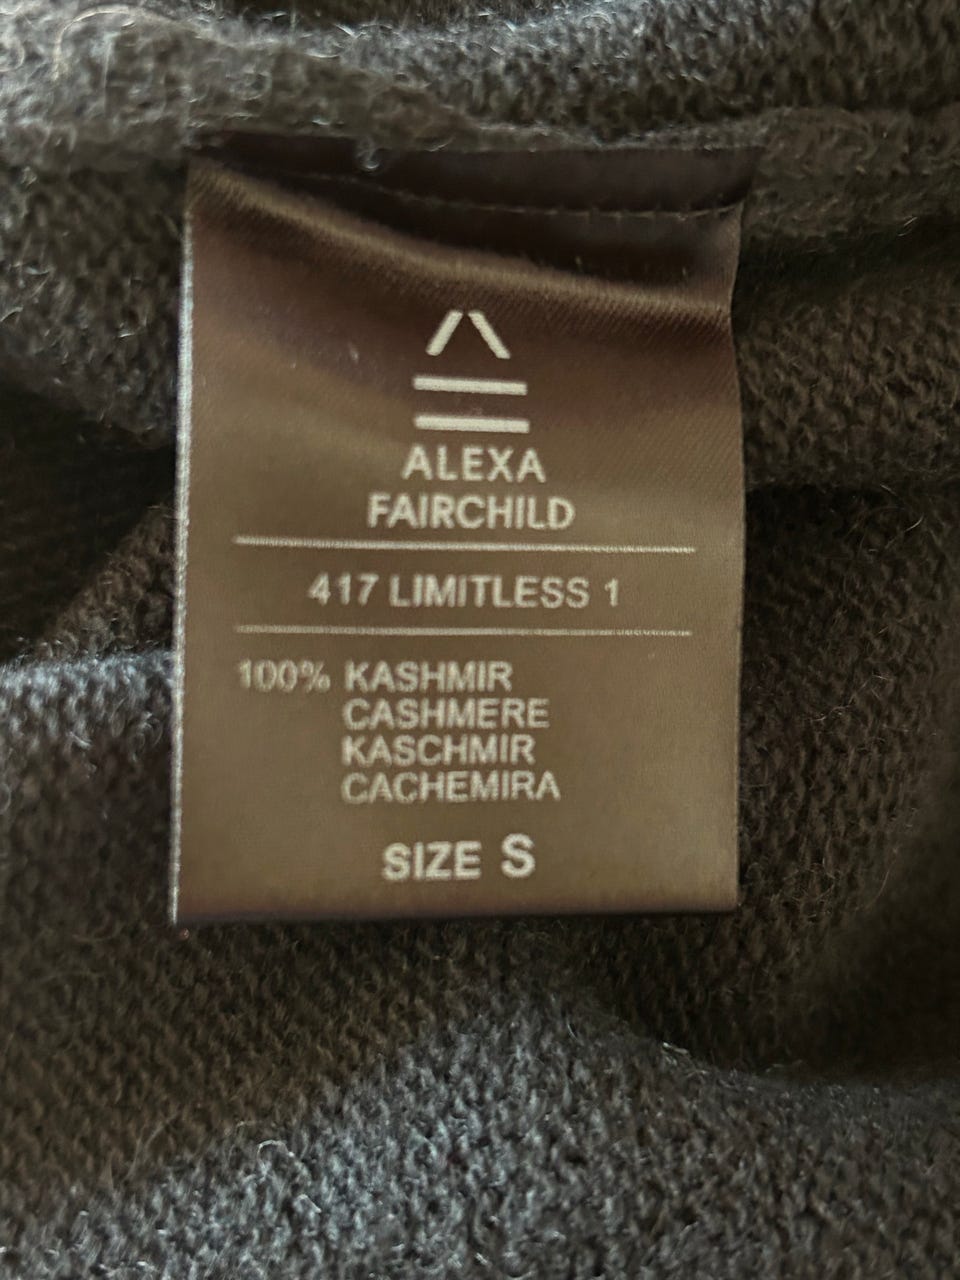 ALEXA
FAIRCHILD
417 LIMITLESS 1
100% KASHMIR
CASHMERE
KASCHMIR
CACHEMIRA
SIZE S